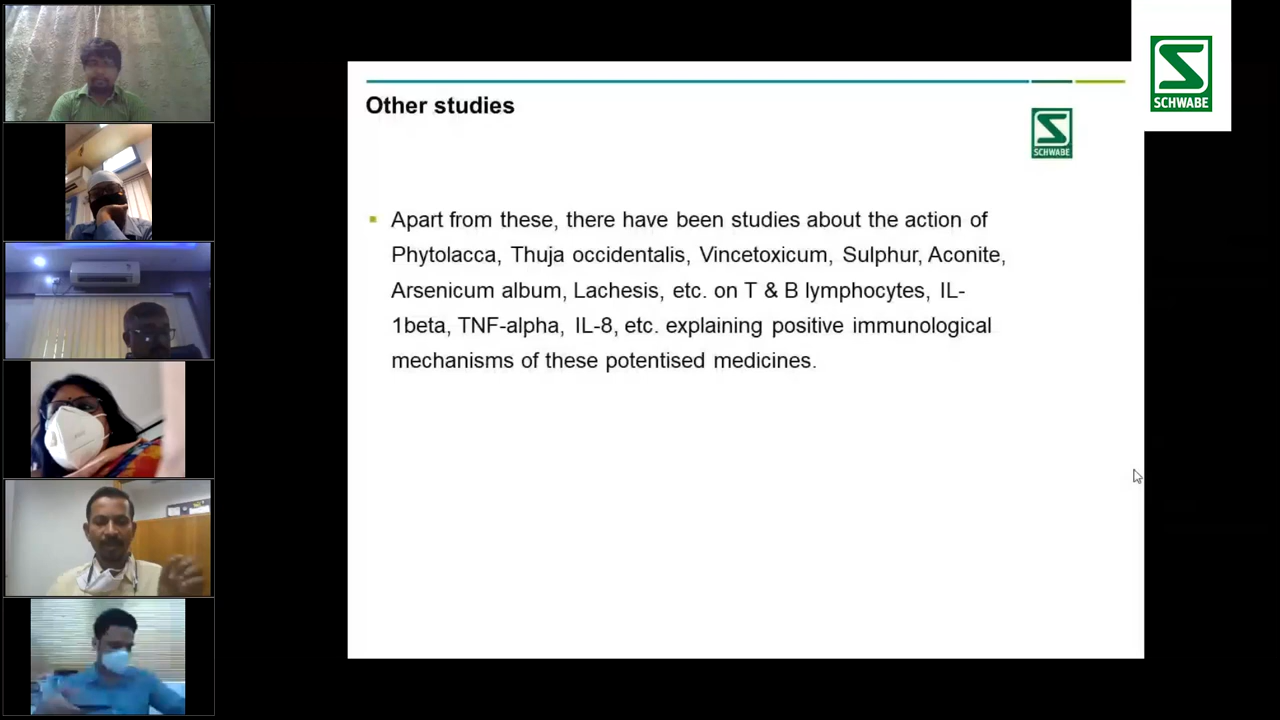 SCHWABE
Other studies
SCHWABE
Apart from these, there have been studies about the action of
Phytolacca, Thuja occidentalis, Vincetoxicum, Sulphur, Aconite,
Arsenicum album, Lachesis, etc. on T & B lymphocytes, IL-
1beta, TNF-alpha, IL-8, etc. explaining positive immunological
mechanisms of these potentised medicines.